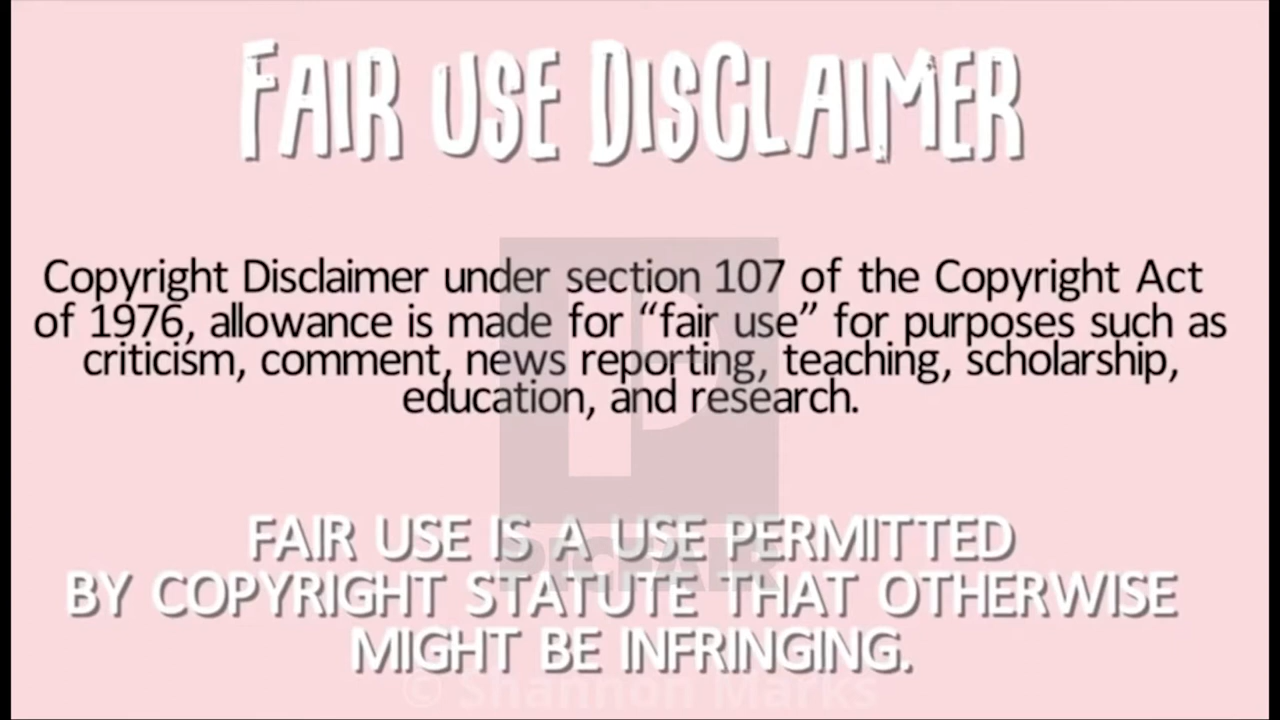 FAIR USE DISCLAIMER
Copyright Disclaimer under section 107 of the Copyright Act
of 1976, allowance is made for “fair use” for purposes such as
criticism, comment, news reporting, teaching, scholarship,
education, and research.
FAIR USE IS A USE PERMITTED
PICFAIR
BY COPYRIGHT STATUTE THAT OTHERWISE
MIGHT BE INFRINGING.
© Shannon Marks